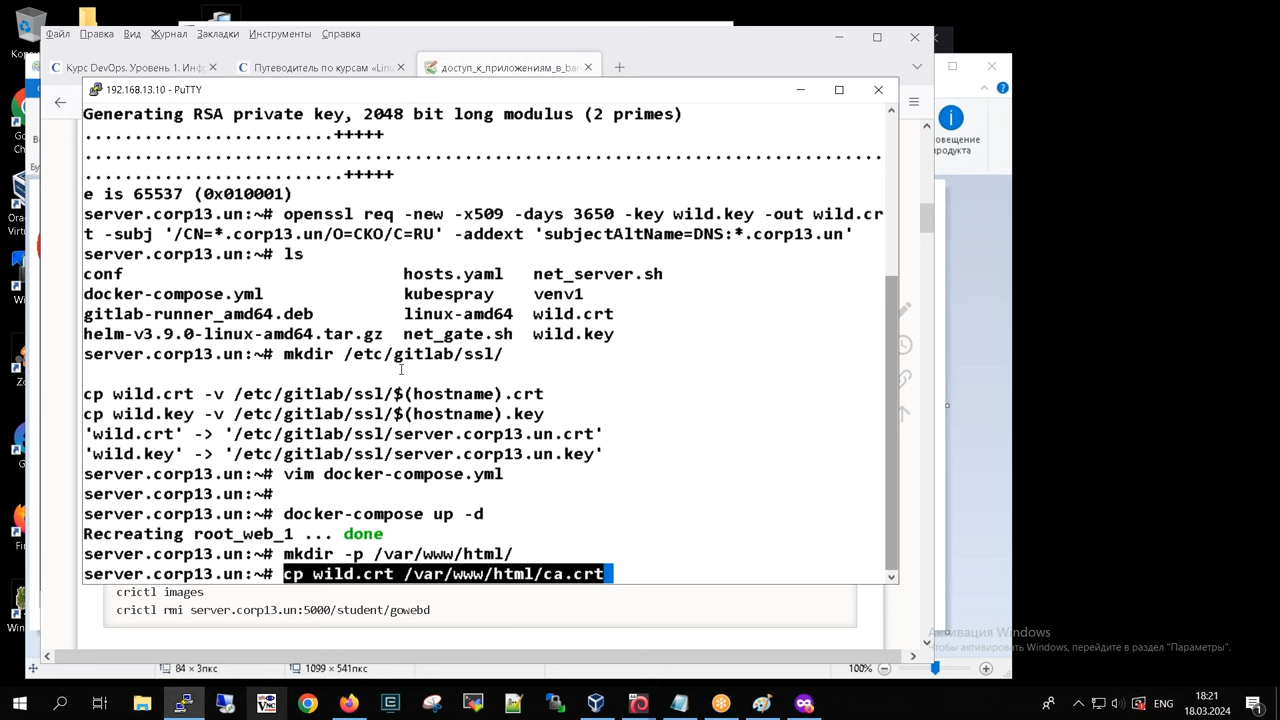 Файл Правка Вид Журнал Закладки Инструменты Справка
Курс DevOps. Уровень 1. Инфр
Путеводитель по курсам «Linu
доступ_к_приложениям_в_bar
192.168.13.10 - PuTTY
Generating RSA private key, 2048 bit long modulus (2 primes)
.........................+++++
................................................................................
..........................+++++
e is 65537 (0x010001)
server.corp13.un:~# openssl req -new -x509 -days 3650 -key wild.key -out wild.cr
t -subj '/CN=*.corp13.un/O=CKO/C=RU' -addext 'subjectAltName=DNS:*.corp13.un'
server.corp13.un:~# ls
conf hosts.yaml net_server.sh
docker-compose.yml kubespray venv1
gitlab-runner_amd64.deb linux-amd64 wild.crt
helm-v3.9.0-linux-amd64.tar.gz net_gate.sh wild.key
server.corp13.un:~# mkdir /etc/gitlab/ssl/
cp wild.crt -v /etc/gitlab/ssl/$(hostname).crt
cp wild.key -v /etc/gitlab/ssl/$(hostname).key
'wild.crt' -> '/etc/gitlab/ssl/server.corp13.un.crt'
'wild.key' -> '/etc/gitlab/ssl/server.corp13.un.key'
server.corp13.un:~# vim docker-compose.yml
server.corp13.un:~#
server.corp13.un:~# docker-compose up -d
Recreating root_web_1 ... done
server.corp13.un:~# mkdir -p /var/www/html/
server.corp13.un:~# cp wild.crt /var/www/html/ca.crt
crictl images
crictl rmi server.corp13.un:5000/student/gowebd
овещение
родукта
Активация Windows
Чтобы активировать Windows, перейдите в раздел "Параметры".
84 × 3пкс
1099 × 541пкс
100%
ENG
18:21
18.03.2024